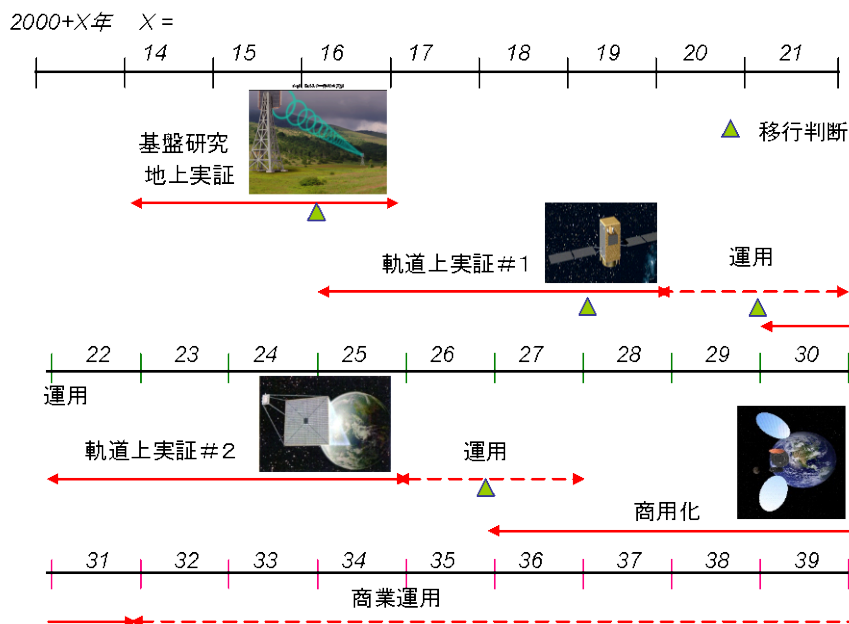 2000+X年 X =
14 15 16 17 18 19 20 21
基盤研究
地上実証
移行判断
軌道上実証#1
運用
22 23 24 25 26 27 28 29 30
運用
軌道上実証#2
運用
商用化
31 32 33 34 35 36 37 38 39
商業運用